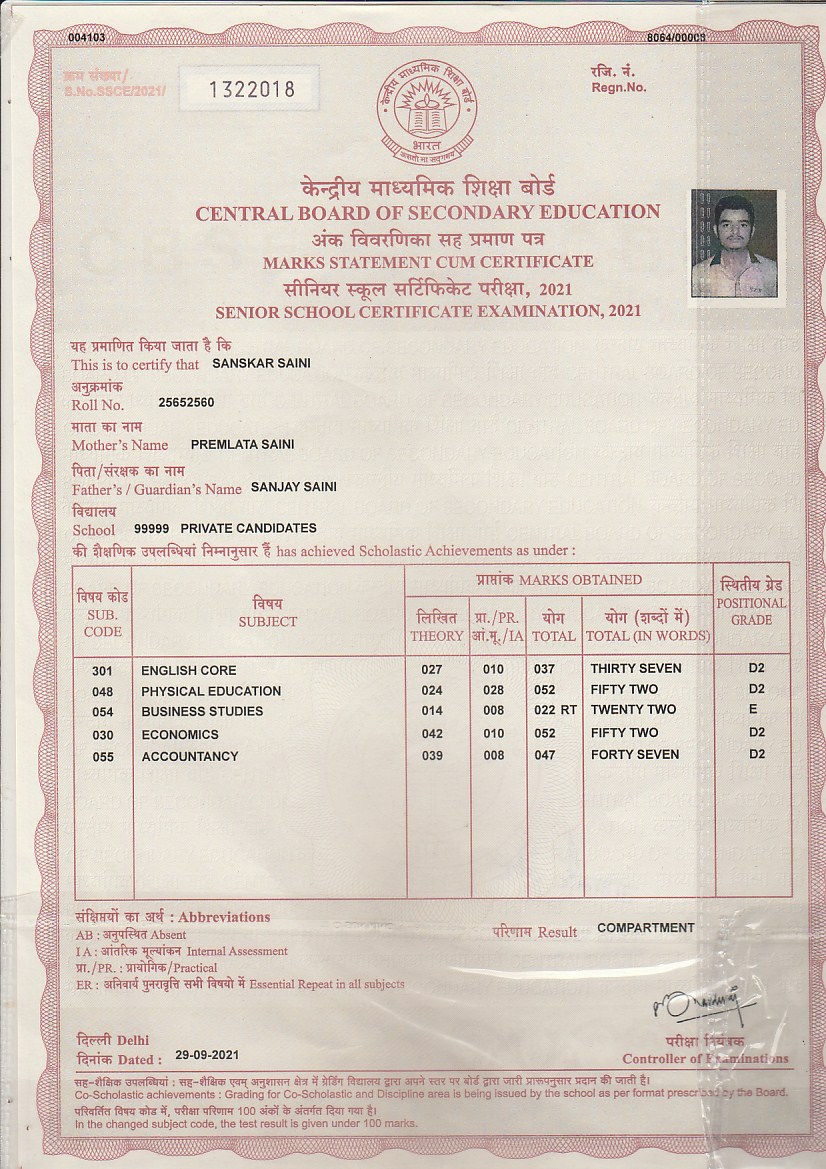 004103
8064/00008
क्रम संख्या/
S.No.SSCE/2021/
1322018
रजि. नं.
Regn.No.
केन्द्रीय माध्यमिक शिक्षा बोर्ड
भारत
असतो मा सद्गमय
केन्द्रीय माध्यमिक शिक्षा बोर्ड
CENTRAL BOARD OF SECONDARY EDUCATION
अंक विवरणिका सह प्रमाण पत्र
MARKS STATEMENT CUM CERTIFICATE
सीनियर स्कूल सर्टिफिकेट परीक्षा, 2021
SENIOR SCHOOL CERTIFICATE EXAMINATION, 2021
यह प्रमाणित किया जाता है कि
This is to certify that SANSKAR SAINI
अनुक्रमांक
Roll No. 25652560
माता का नाम
Mother's Name PREMLATA SAINI
पिता/संरक्षक का नाम
Father's / Guardian's Name SANJAY SAINI
विद्यालय
School 99999 PRIVATE CANDIDATES
की शैक्षणिक उपलब्धियां निम्नानुसार हैं has achieved Scholastic Achievements as under :
विषय कोड
SUB.
CODE
विषय
SUBJECT
प्राप्तांक MARKS OBTAINED
लिखित
THEORY
प्रा./PR.
आं.मू./IA
योग
TOTAL
योग (शब्दों में)
TOTAL (IN WORDS)
स्थितीय ग्रेड
POSITIONAL
GRADE
301 ENGLISH CORE 027 010 037 THIRTY SEVEN D2
048 PHYSICAL EDUCATION 024 028 052 FIFTY TWO D2
054 BUSINESS STUDIES 014 008 022 RT TWENTY TWO E
030 ECONOMICS 042 010 052 FIFTY TWO D2
055 ACCOUNTANCY 039 008 047 FORTY SEVEN D2
संक्षिप्तियों का अर्थ : Abbreviations
AB : अनुपस्थित Absent
I A : आंतरिक मूल्यांकन Internal Assessment
प्रा./PR. : प्रायोगिक/Practical
ER : अनिवार्य पुनरावृत्ति सभी विषयो में Essential Repeat in all subjects
परिणाम Result COMPARTMENT
दिल्ली Delhi
दिनांक Dated : 29-09-2021
परीक्षा नियंत्रक
Controller of Examinations
सह-शैक्षिक उपलब्धियां : सह-शैक्षिक एवम् अनुशासन क्षेत्र में ग्रेडिंग विद्यालय द्वारा अपने स्तर पर बोर्ड द्वारा जारी प्रारूपनुसार प्रदान की जाती है।
Co-Scholastic achievements : Grading for Co-Scholastic and Discipline area is being issued by the school as per format prescribed by the Board.
परिवर्तित विषय कोड में, परीक्षा परिणाम 100 अंकों के अंतर्गत दिया गया है।
In the changed subject code, the test result is given under 100 marks.